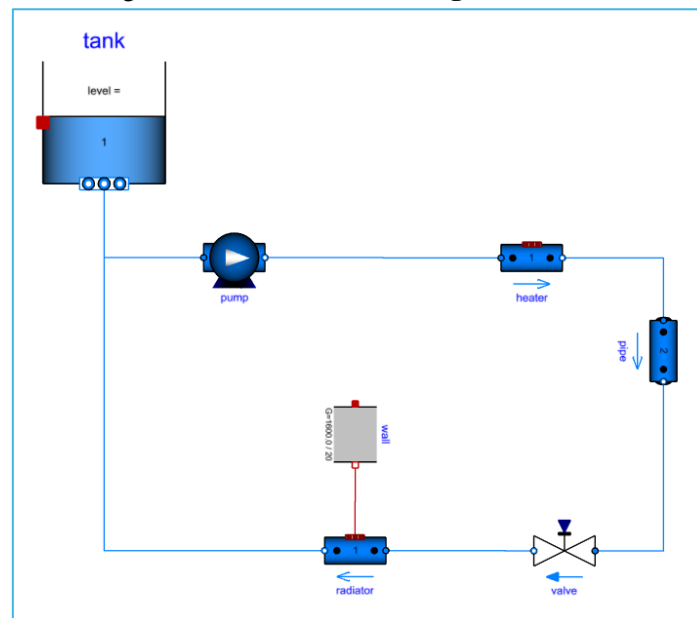 tank
level =
1
pump
1
heater
pipe
2
G=1600.0 / 20
wall
1
radiator
valve